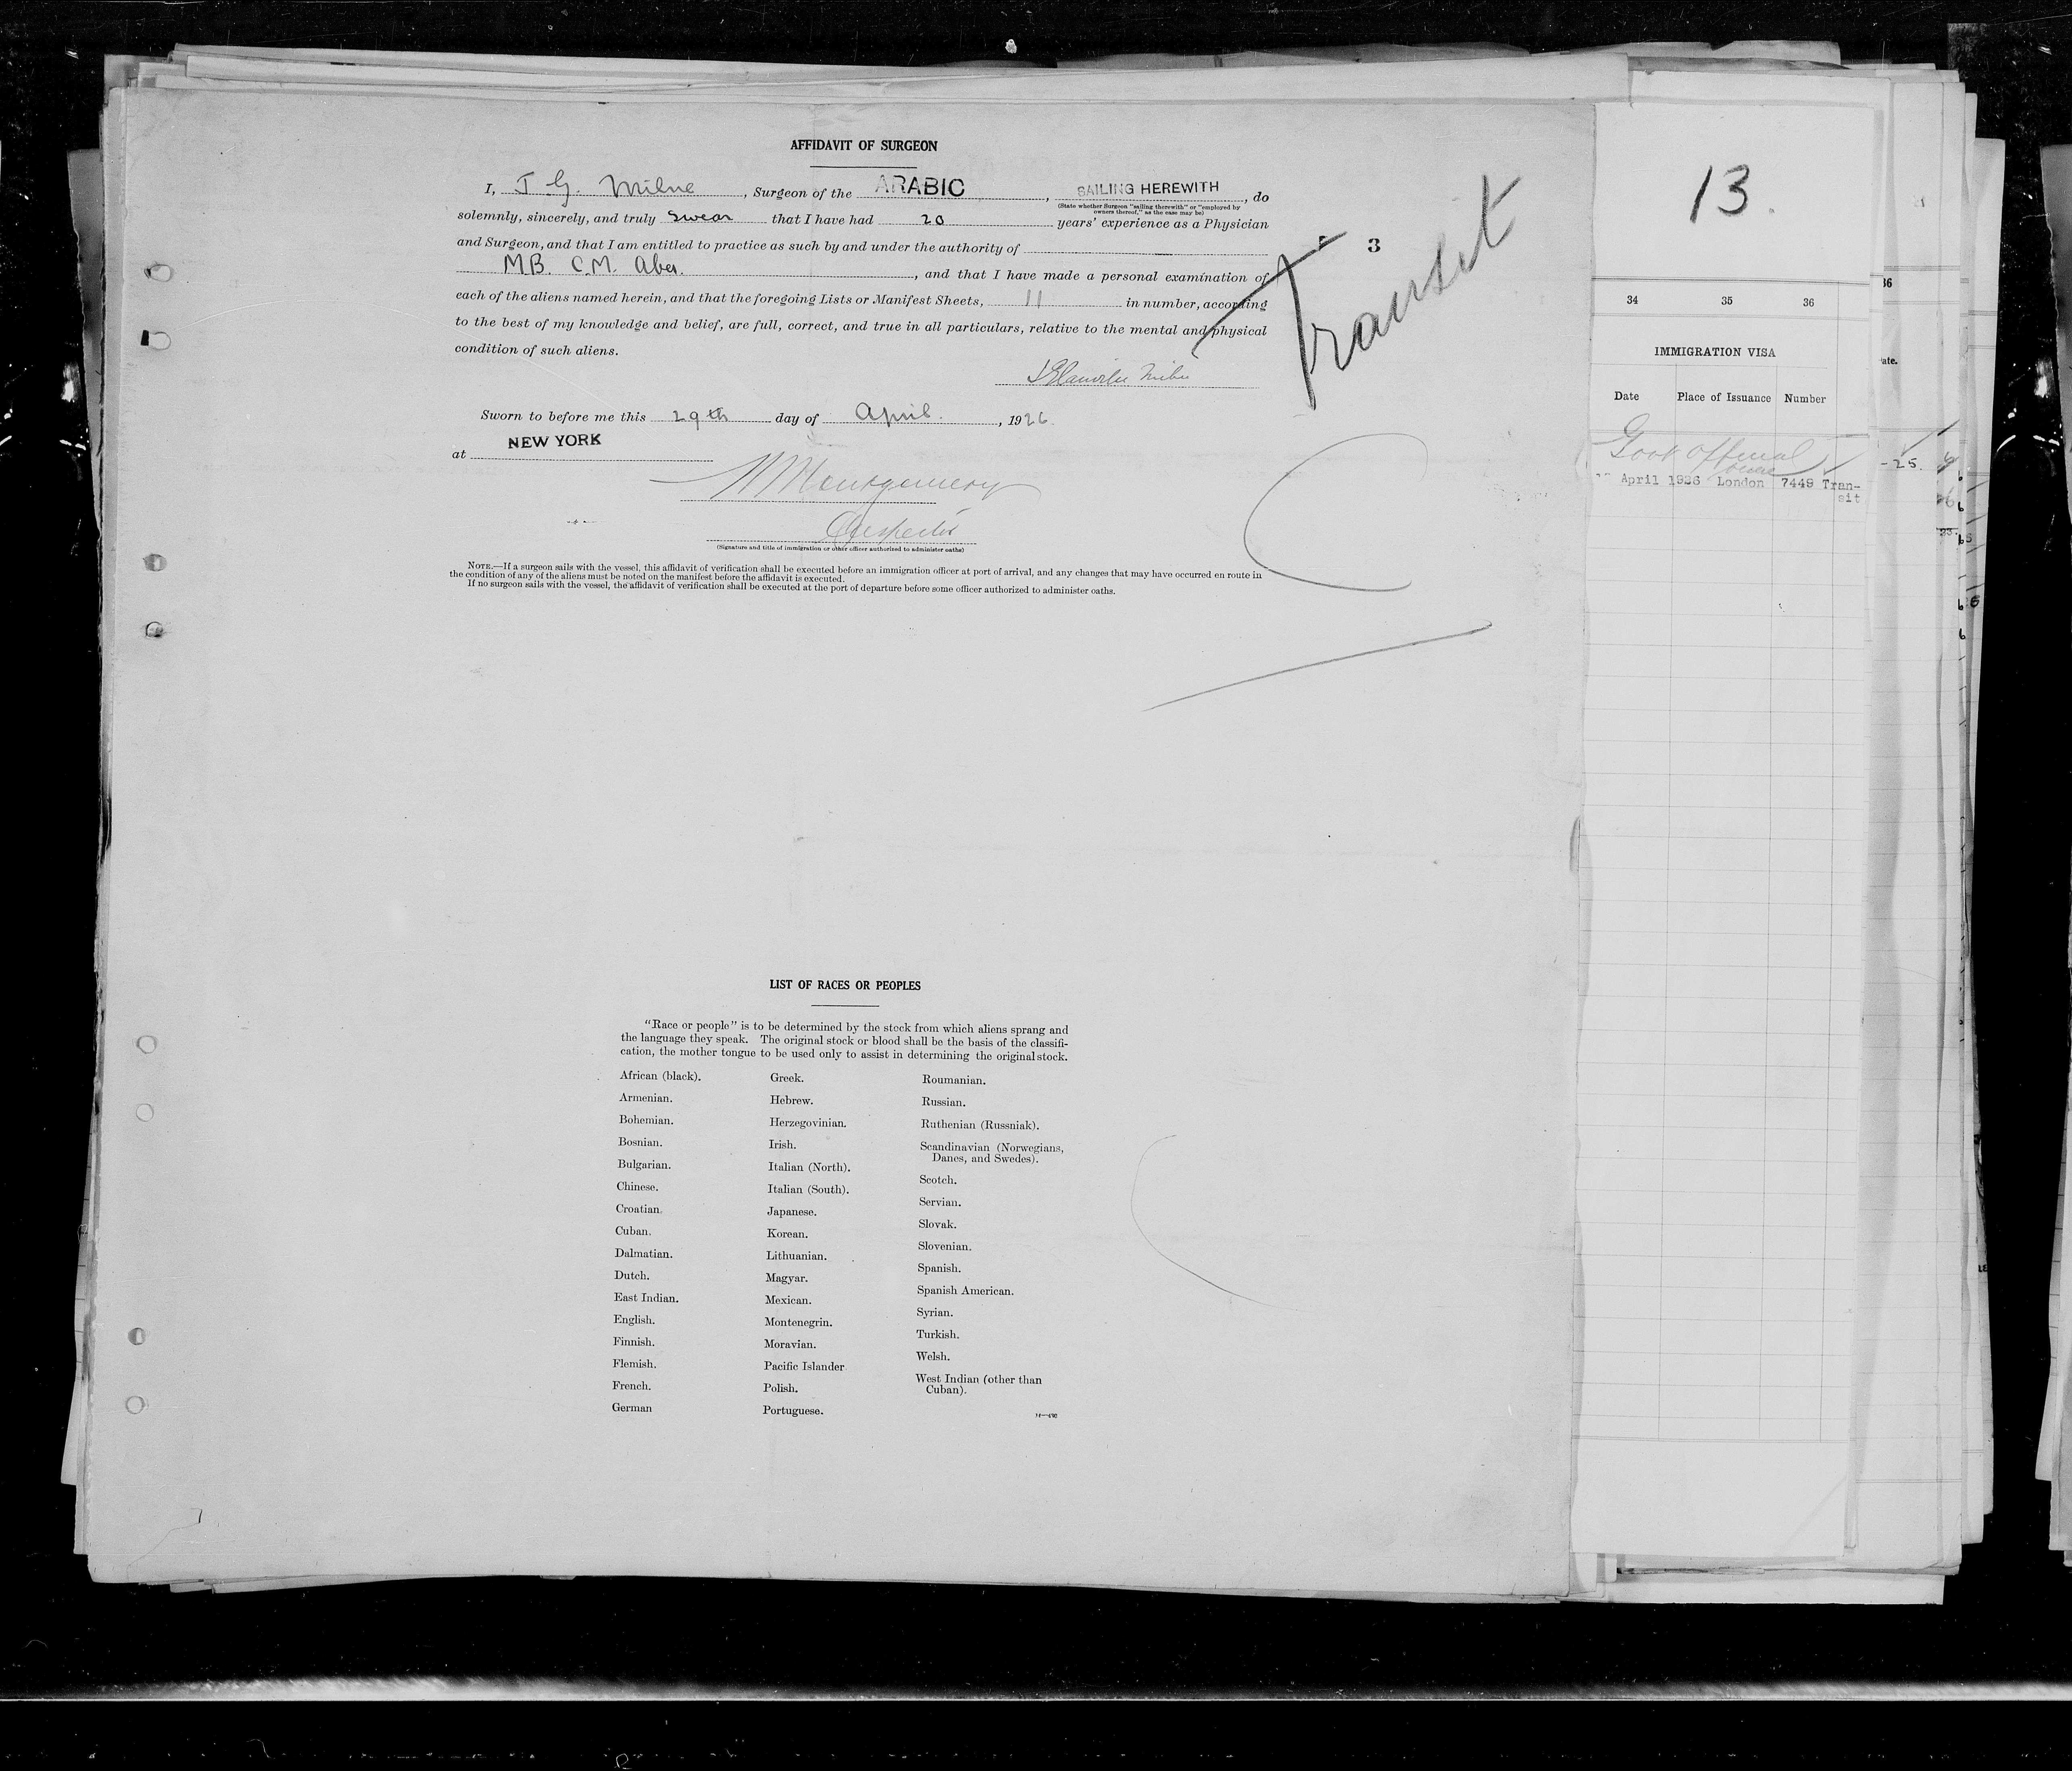 AFFIDAVIT OF SURGEON
I, J G. Milne, Surgeon of the ARABIC, SAILING HEREWITH, do
(State whether Surgeon "sailing therewith" or "employed by
owners thereof," as the case may be)
solemnly, sincerely, and truly swear that I have had 20 years' experience as a Physician
and Surgeon, and that I am entitled to practice as such by and under the authority of
M.B. C.M. Aber., and that I have made a personal examination of
each of the aliens named herein, and that the foregoing Lists or Manifest Sheets, 11 in number, according
to the best of my knowledge and belief, are full, correct, and true in all particulars, relative to the mental and physical
condition of such aliens.
Milne
Sworn to before me this 29th day of April., 1926.
at NEW YORK
Montgomery
Inspector
(Signature and title of immigration or other officer authorized to administer oaths)
NOTE.—If a surgeon sails with the vessel, this affidavit of verification shall be executed before an immigration officer at port of arrival, and any changes that may have occurred en route in
the condition of any of the aliens must be noted on the manifest before the affidavit is executed.
If no surgeon sails with the vessel, the affidavit of verification shall be executed at the port of departure before some officer authorized to administer oaths.
3
Transit
LIST OF RACES OR PEOPLES
"Race or people" is to be determined by the stock from which aliens sprang and
the language they speak. The original stock or blood shall be the basis of the classifi-
cation, the mother tongue to be used only to assist in determining the original stock.
African (black).
Armenian.
Bohemian.
Bosnian.
Bulgarian.
Chinese.
Croatian.
Cuban.
Dalmatian.
Dutch.
East Indian.
English.
Finnish.
Flemish.
French.
German
Greek.
Hebrew.
Herzegovinian.
Irish.
Italian (North).
Italian (South).
Japanese.
Korean.
Lithuanian.
Magyar.
Mexican.
Montenegrin.
Moravian.
Pacific Islander
Polish.
Portuguese.
Roumanian.
Russian.
Ruthenian (Russniak).
Scandinavian (Norwegians,
Danes, and Swedes).
Scotch.
Servian.
Slovak.
Slovenian.
Spanish.
Spanish American.
Syrian.
Turkish.
Welsh.
West Indian (other than
Cuban).
13.
34 35 36
IMMIGRATION VISA
Date Place of Issuance Number
Govt Official
April 1926 London 7449 Tran-
sit
36
ate.
-25.